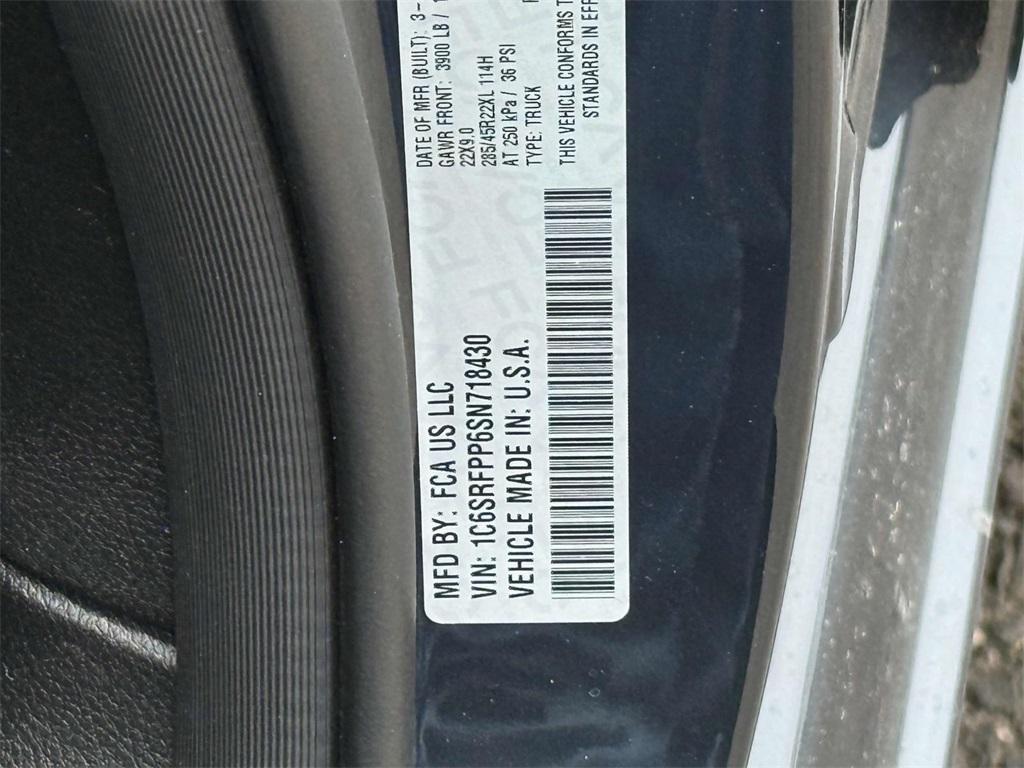 MFD BY: FCA US LLC
VIN: 1C6SRFPP6SN718430
VEHICLE MADE IN: U.S.A.
DATE OF MFR (BUILT): 3-
GAWR FRONT: 3900 LB /
22X9.0
285/45R22XL 114H
AT 250 kPa / 36 PSI
TYPE: TRUCK
THIS VEHICLE CONFORMS T
STANDARDS IN EFF